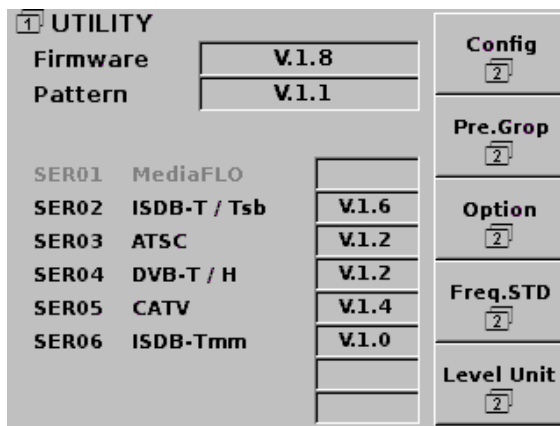 1 UTILITY
Firmware V.1.8
Pattern V.1.1
SER01 MediaFLO
SER02 ISDB-T / Tsb V.1.6
SER03 ATSC V.1.2
SER04 DVB-T / H V.1.2
SER05 CATV V.1.4
SER06 ISDB-Tmm V.1.0
Config
2
Pre.Grop
2
Option
2
Freq.STD
2
Level Unit
2